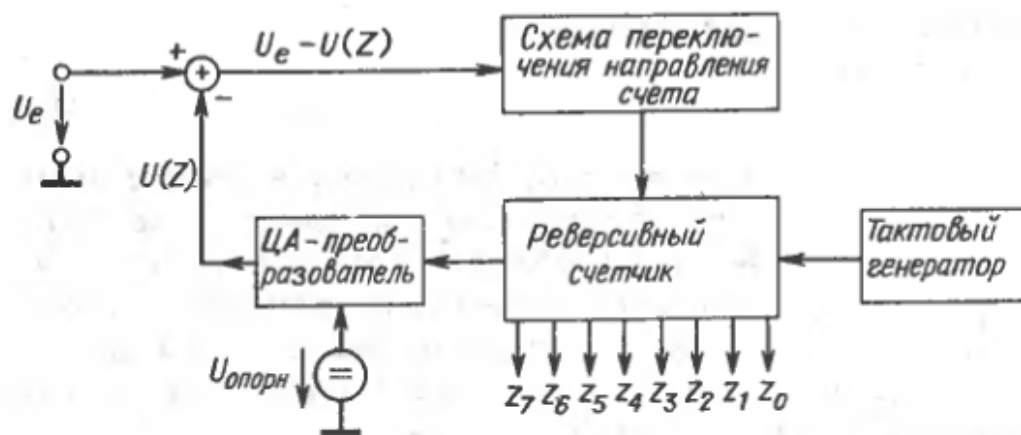 +
U_e - U(Z)
Схема переклю-
чения направления
счета
+
-
U_e
U(Z)
ЦА-преоб-
разователь
Реверсивный
счетчик
Тактовый
генератор
U_опорн
=
Z_7 Z_6 Z_5 Z_4 Z_3 Z_2 Z_1 Z_0